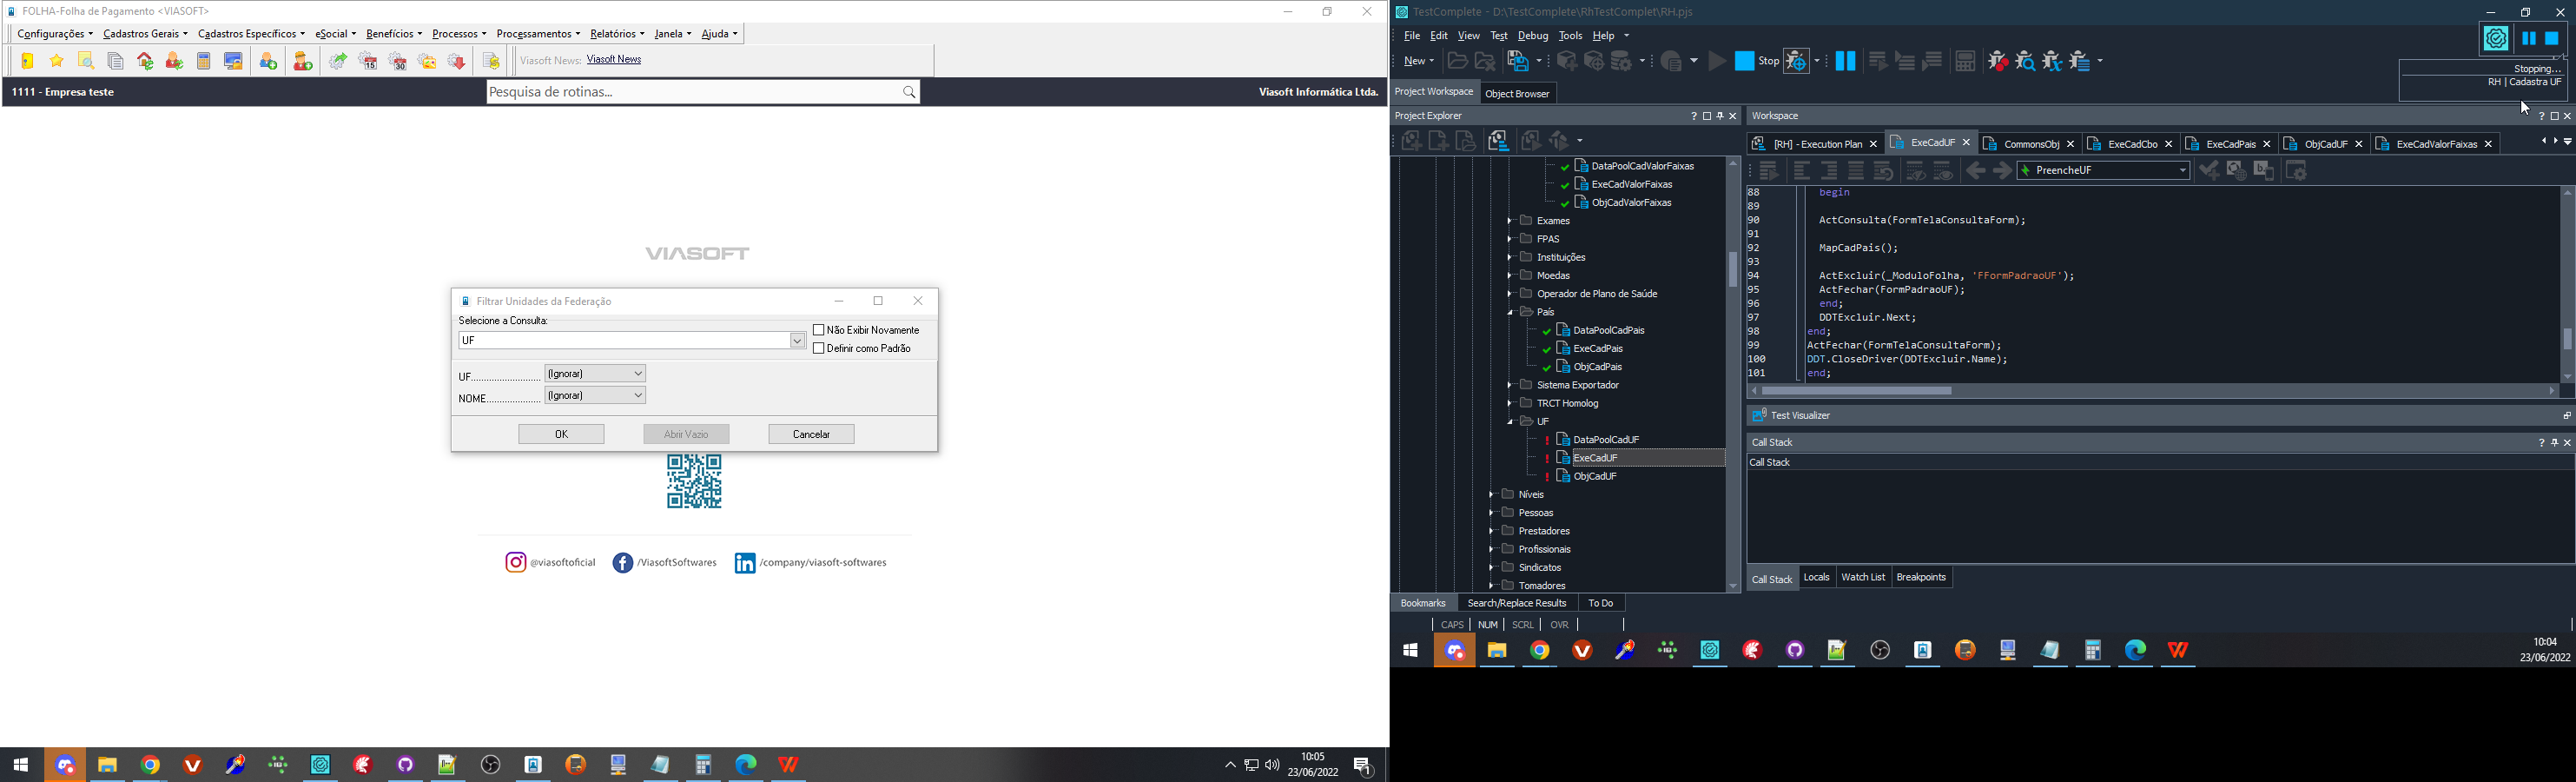 FOLHA-Folha de Pagamento <VIASOFT>
Configurações Cadastros Gerais Cadastros Específicos eSocial Benefícios Processos Processamentos Relatórios Janela Ajuda
15 30
Viasoft News: Viasoft News
1111 - Empresa teste
Pesquisa de rotinas...
Viasoft Informática Ltda.
VIASOFT
Filtrar Unidades da Federação
Selecione a Consulta:
UF
Não Exibir Novamente
Definir como Padrão
UF......................... (Ignorar)
NOME.................... (Ignorar)
OK Abrir Vazio Cancelar
@viasoftoficial /ViasoftSoftwares /company/viasoft-softwares
10:05
23/06/2022
1
TestComplete - D:\TestComplete\RhTestComplet\RH.pjs
File Edit View Test Debug Tools Help
New Stop
Stopping...
RH | Cadastra UF
Project Workspace Object Browser
Project Explorer
DataPoolCadValorFaixas
ExeCadValorFaixas
ObjCadValorFaixas
Exames
FPAS
Instituições
Moedas
Operador de Plano de Saúde
País
DataPoolCadPais
ExeCadPais
ObjCadPais
Sistema Exportador
TRCT Homolog
UF
DataPoolCadUF
ExeCadUF
ObjCadUF
Níveis
Pessoas
Prestadores
Profissionais
Sindicatos
Tomadores
Bookmarks Search/Replace Results To Do
Workspace
[RH] - Execution Plan ExeCadUF CommonsObj ExeCadCbo ExeCadPais ObjCadUF ExeCadValorFaixas
PreencheUF
88 begin
89
90 ActConsulta(FormTelaConsultaForm);
91
92 MapCadPais();
93
94 ActExcluir(_ModuloFolha, 'FFormPadraoUF');
95 ActFechar(FormPadraoUF);
96 end;
97 DDTExcluir.Next;
98 end;
99 ActFechar(FormTelaConsultaForm);
100 DDT.CloseDriver(DDTExcluir.Name);
101 end;
Test Visualizer
Call Stack
Call Stack
Call Stack Locals Watch List Breakpoints
CAPS NUM SCRL OVR
10:04
23/06/2022